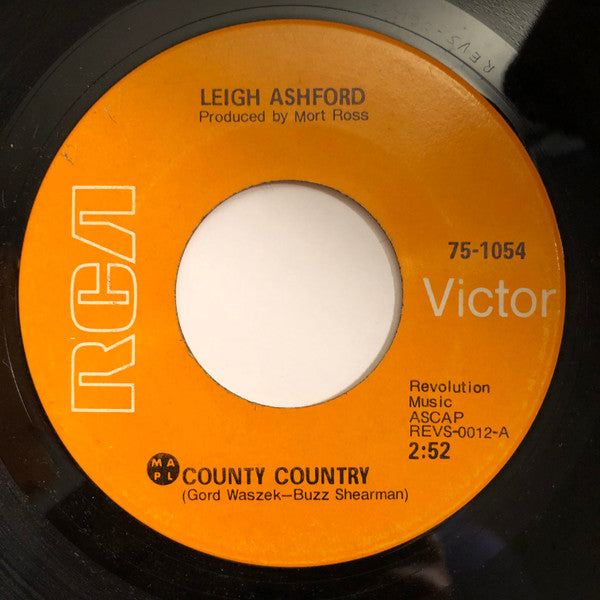 REVS-
LEIGH ASHFORD
Produced by Mort Ross
RCA
75-1054
Victor
Revolution
Music
ASCAP
REVS-0012-A
2:52
MAPL
COUNTY COUNTRY
(Gord Waszek—Buzz Shearman)